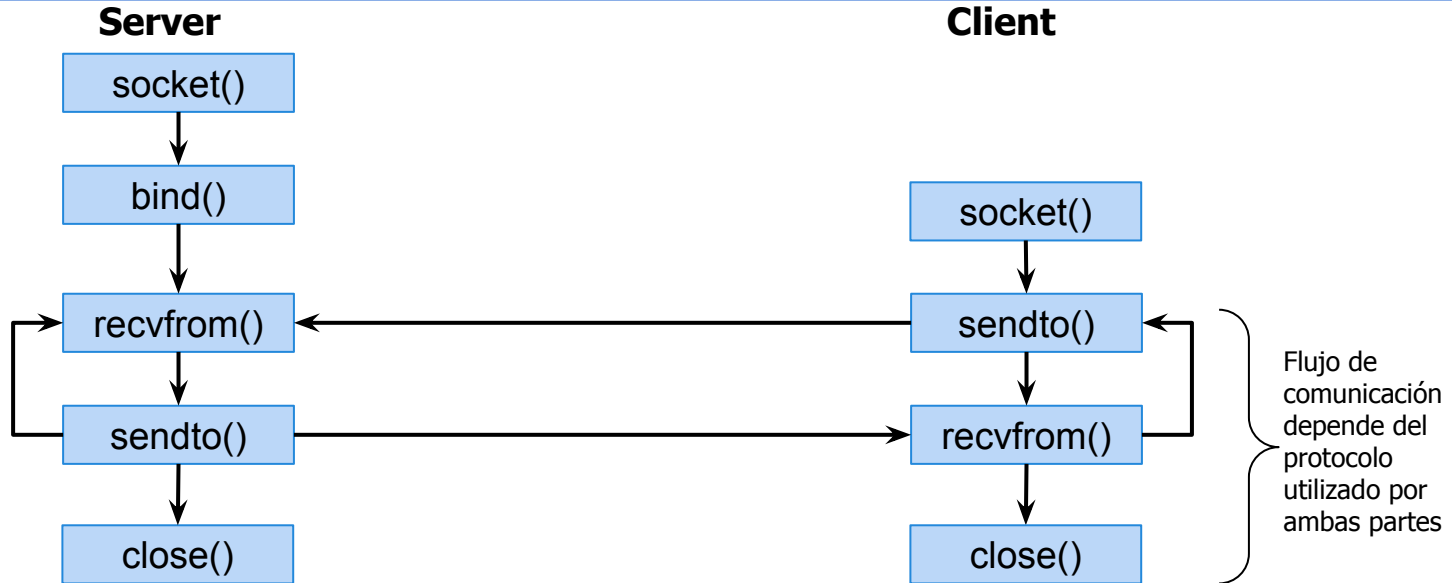 Server
Client
socket()
bind()
socket()
recvfrom()
sendto()
sendto()
recvfrom()
close()
close()
Flujo de
comunicación
depende del
protocolo
utilizado por
ambas partes